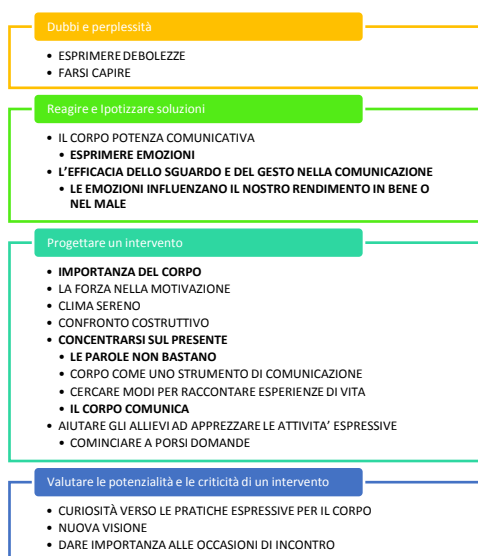 Dubbi e perplessità
• ESPRIMERE DEBOLEZZE
• FARSI CAPIRE
Reagire e Ipotizzare soluzioni
• IL CORPO POTENZA COMUNICATIVA
• ESPRIMERE EMOZIONI
• L'EFFICACIA DELLO SGUARDO E DEL GESTO NELLA COMUNICAZIONE
• LE EMOZIONI INFLUENZANO IL NOSTRO RENDIMENTO IN BENE O
NEL MALE
Progettare un intervento
• IMPORTANZA DEL CORPO
• LA FORZA NELLA MOTIVAZIONE
• CLIMA SERENO
• CONFRONTO COSTRUTTIVO
• CONCENTRARSI SUL PRESENTE
• LE PAROLE NON BASTANO
• CORPO COME UNO STRUMENTO DI COMUNICAZIONE
• CERCARE MODI PER RACCONTARE ESPERIENZE DI VITA
• IL CORPO COMUNICA
• AIUTARE GLI ALLIEVI AD APPREZZARE LE ATTIVITA' ESPRESSIVE
• COMINCIARE A PORSI DOMANDE
Valutare le potenzialità e le criticità di un intervento
• CURIOSITÀ VERSO LE PRATICHE ESPRESSIVE PER IL CORPO
• NUOVA VISIONE
• DARE IMPORTANZA ALLE OCCASIONI DI INCONTRO